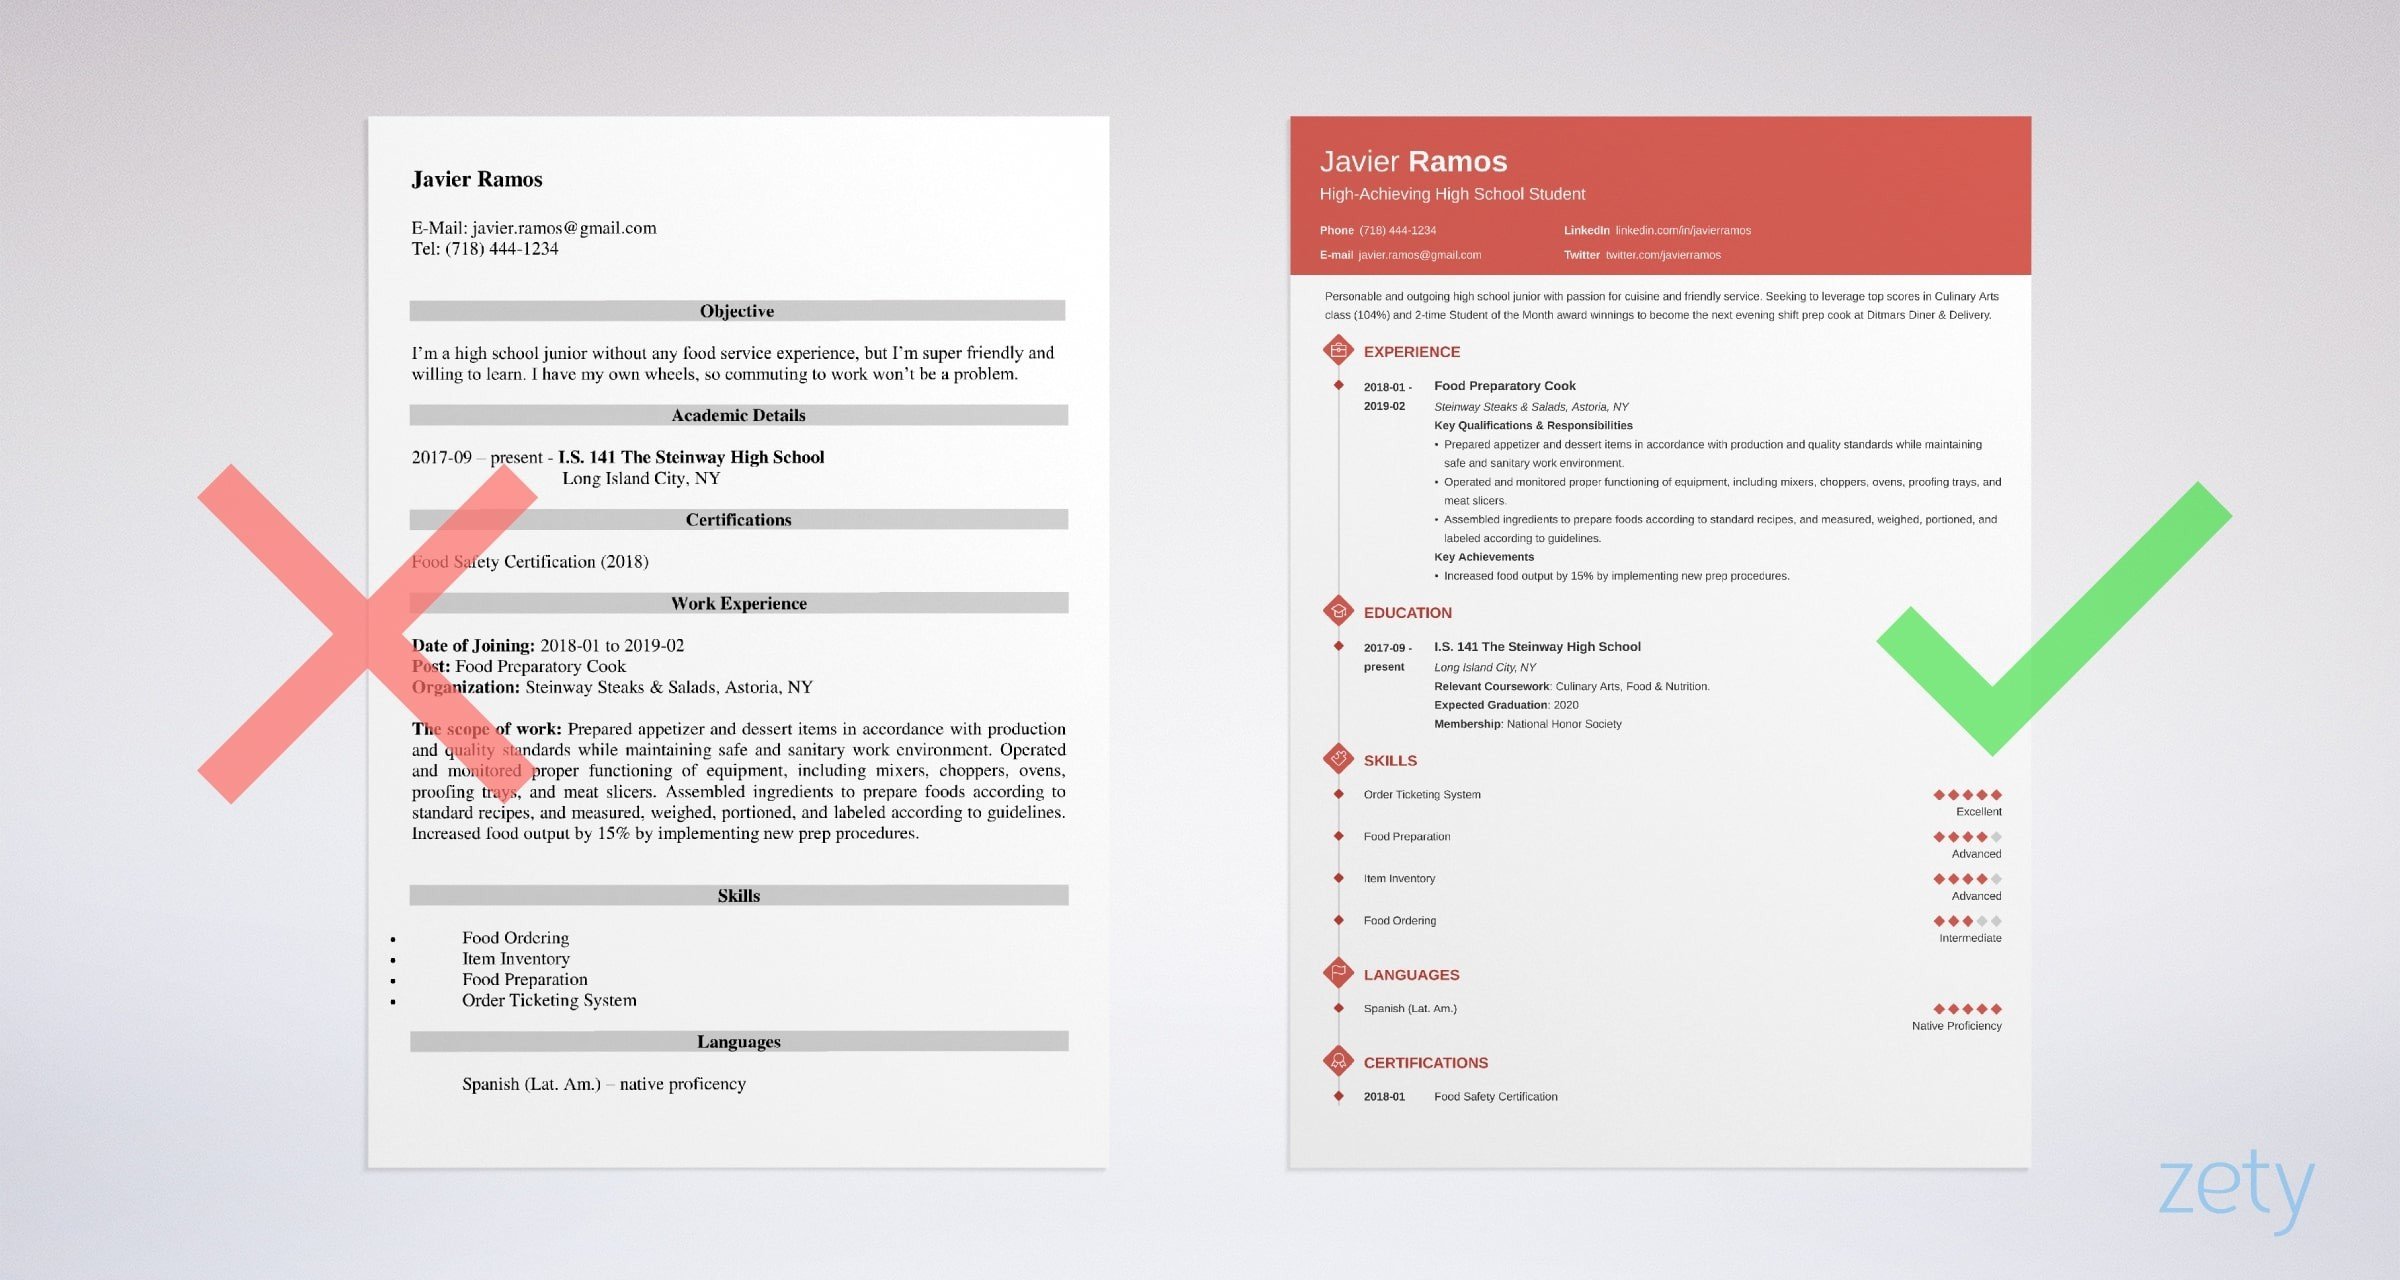 Javier Ramos
E-Mail: javier.ramos@gmail.com
Tel: (718) 444-1234
Objective
I'm a high school junior without any food service experience, but I'm super friendly and
willing to learn. I have my own wheels, so commuting to work won't be a problem.
Academic Details
2017-09 – present - I.S. 141 The Steinway High School
Long Island City, NY
Certifications
Food Safety Certification (2018)
Work Experience
Date of Joining: 2018-01 to 2019-02
Post: Food Preparatory Cook
Organization: Steinway Steaks & Salads, Astoria, NY
The scope of work: Prepared appetizer and dessert items in accordance with production
and quality standards while maintaining safe and sanitary work environment. Operated
and monitored proper functioning of equipment, including mixers, choppers, ovens,
proofing trays, and meat slicers. Assembled ingredients to prepare foods according to
standard recipes, and measured, weighed, portioned, and labeled according to guidelines.
Increased food output by 15% by implementing new prep procedures.
Skills
• Food Ordering
• Item Inventory
• Food Preparation
• Order Ticketing System
Languages
Spanish (Lat. Am.) – native proficency
Javier Ramos
High-Achieving High School Student
Phone (718) 444-1234 LinkedIn linkedin.com/in/javierramos
E-mail javier.ramos@gmail.com Twitter twitter.com/javierramos
Personable and outgoing high school junior with passion for cuisine and friendly service. Seeking to leverage top scores in Culinary Arts
class (104%) and 2-time Student of the Month award winnings to become the next evening shift prep cook at Ditmars Diner & Delivery.
EXPERIENCE
2018-01 - Food Preparatory Cook
2019-02 Steinway Steaks & Salads, Astoria, NY
Key Qualifications & Responsibilities
• Prepared appetizer and dessert items in accordance with production and quality standards while maintaining
safe and sanitary work environment.
• Operated and monitored proper functioning of equipment, including mixers, choppers, ovens, proofing trays, and
meat slicers.
• Assembled ingredients to prepare foods according to standard recipes, and measured, weighed, portioned, and
labeled according to guidelines.
Key Achievements
• Increased food output by 15% by implementing new prep procedures.
EDUCATION
2017-09 - I.S. 141 The Steinway High School
present Long Island City, NY
Relevant Coursework: Culinary Arts, Food & Nutrition.
Expected Graduation: 2020
Membership: National Honor Society
SKILLS
Order Ticketing System
Excellent
Food Preparation
Advanced
Item Inventory
Advanced
Food Ordering
Intermediate
LANGUAGES
Spanish (Lat. Am.)
Native Proficiency
CERTIFICATIONS
2018-01 Food Safety Certification
zety